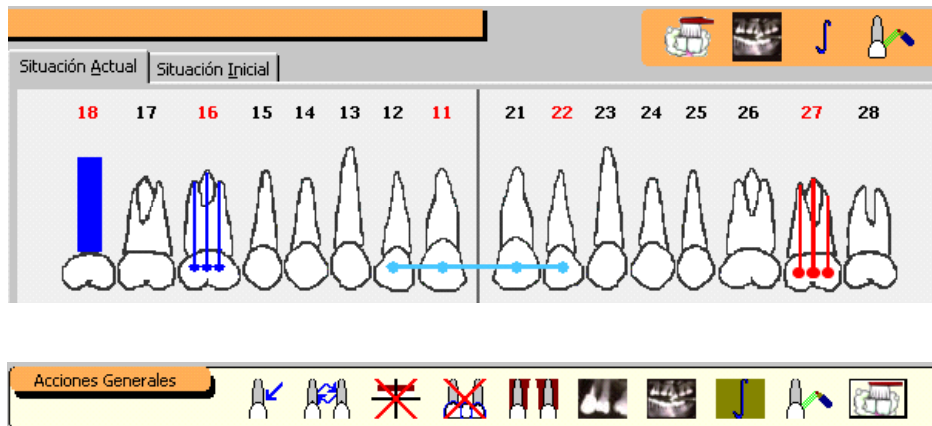 Situación Actual Situación Inicial
18 17 16 15 14 13 12 11 21 22 23 24 25 26 27 28
Acciones Generales